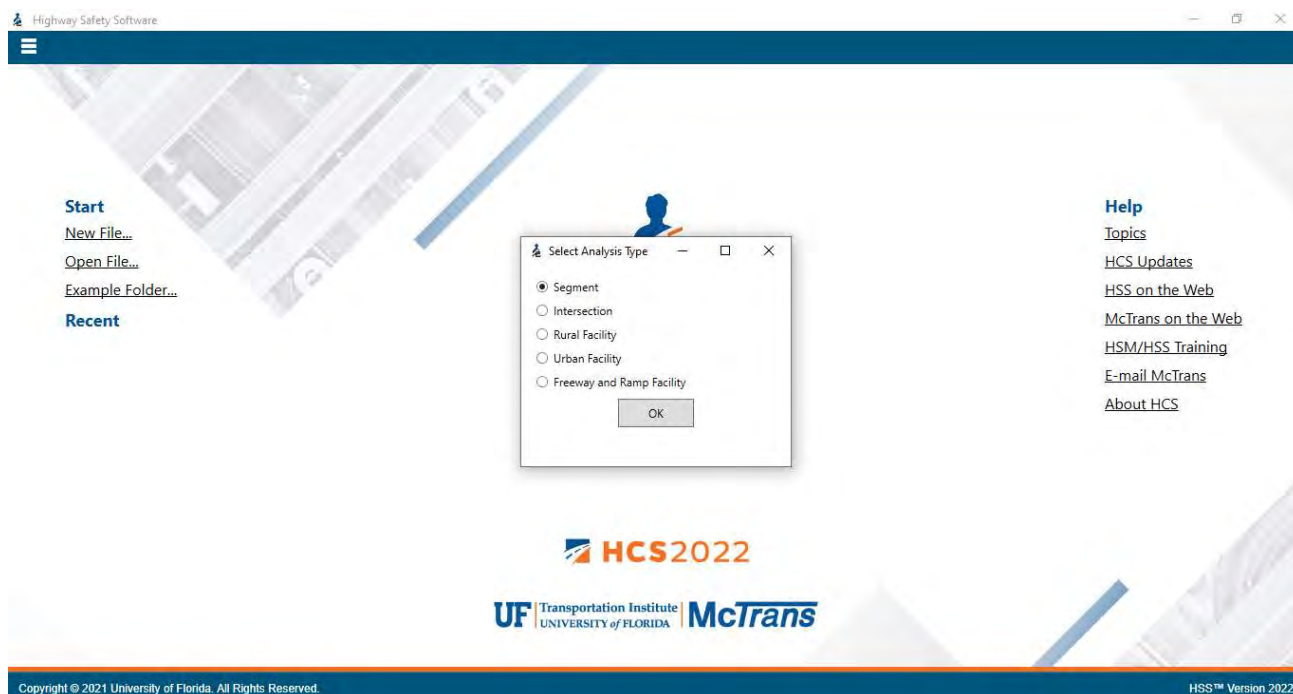 Highway Safety Software
Start
New File...
Open File...
Example Folder...
Recent
Select Analysis Type
Segment
Intersection
Rural Facility
Urban Facility
Freeway and Ramp Facility
OK
Help
Topics
HCS Updates
HSS on the Web
McTrans on the Web
HSM/HSS Training
E-mail McTrans
About HCS
HCS2022
UF Transportation Institute
UNIVERSITY of FLORIDA
McTrans
Copyright © 2021 University of Florida. All Rights Reserved.
HSS™ Version 2022